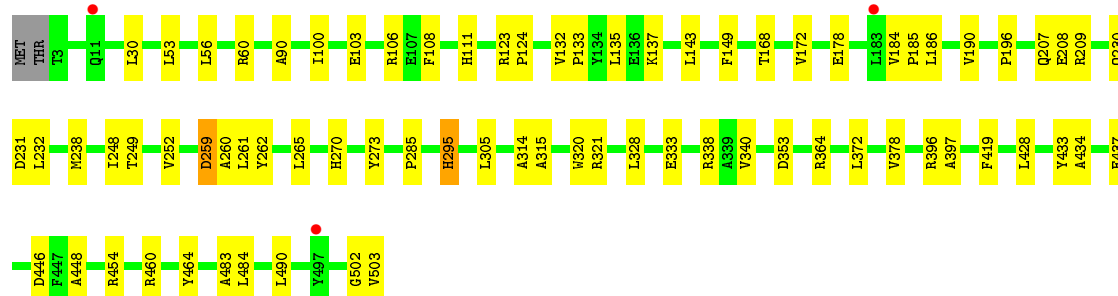 MET THR T3 Q11 L30 L53 L56 R60 A90 I100 E103 R106 E107 F108 H111 R123 P124 V132 P133 Y134 L135 E136 K137 L143 F149 T168 V172 E178 L183 V184 P185 L186 V190 P196 Q207 E208 R209
D231 L232 M238 I248 T249 V252 D259 A260 L261 Y262 L265 H270 Y273 P285 H295 L305 A314 A315 W320 R321 L328 E333 R338 A339 V340 D353 R364 L372 V378 R396 A397 F419 L428 Y433 A434
D446 F447 A448 R454 R460 Y464 A483 L484 L490 Y497 G502 V503